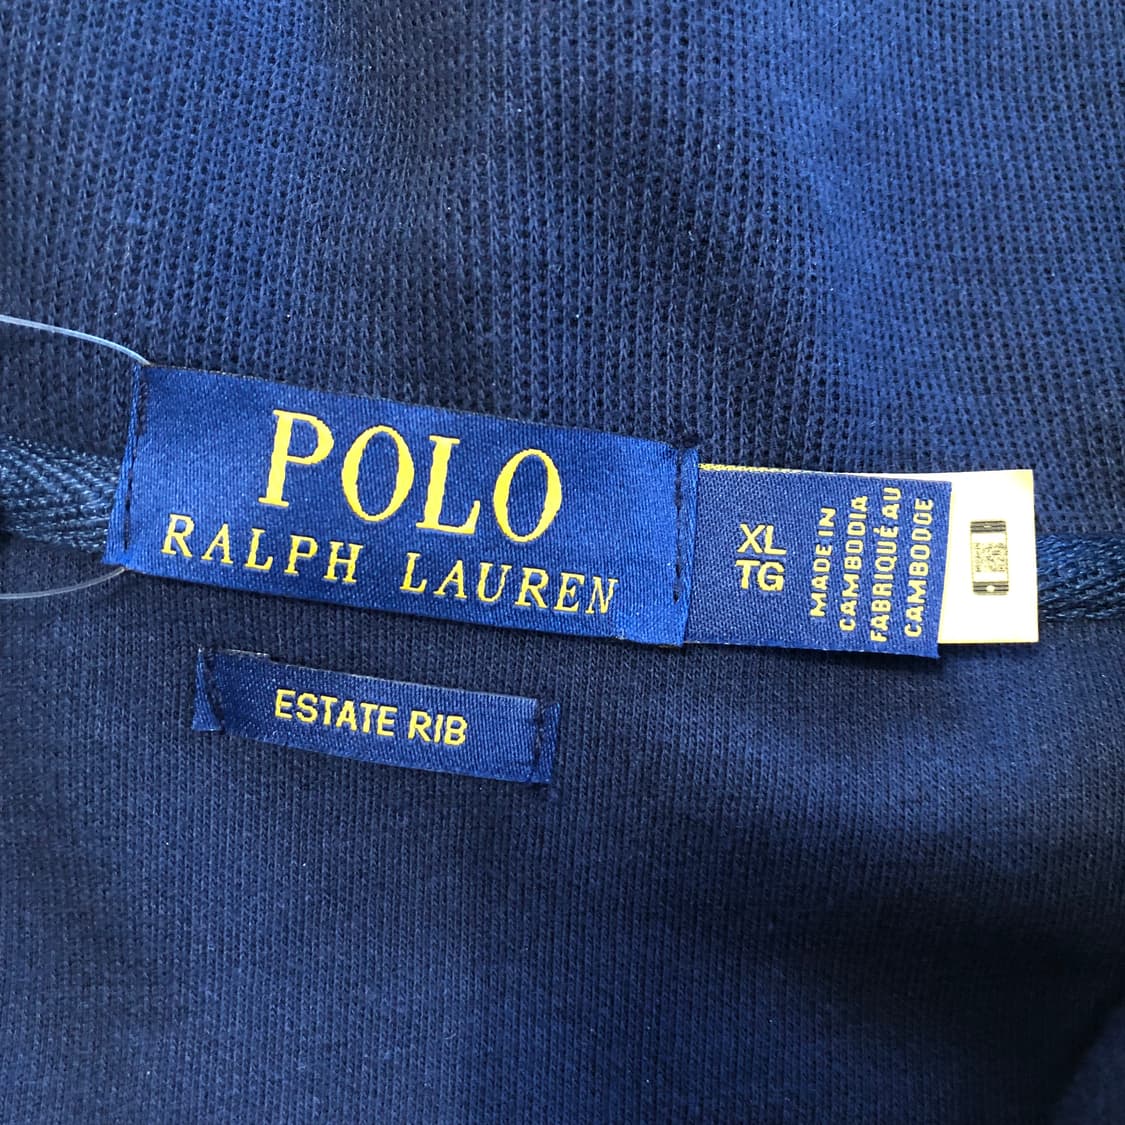 POLO
RALPH LAUREN
XL
TG
MADE IN
CAMBODIA
FABRIQUÉ AU
CAMBODGE
ESTATE RIB